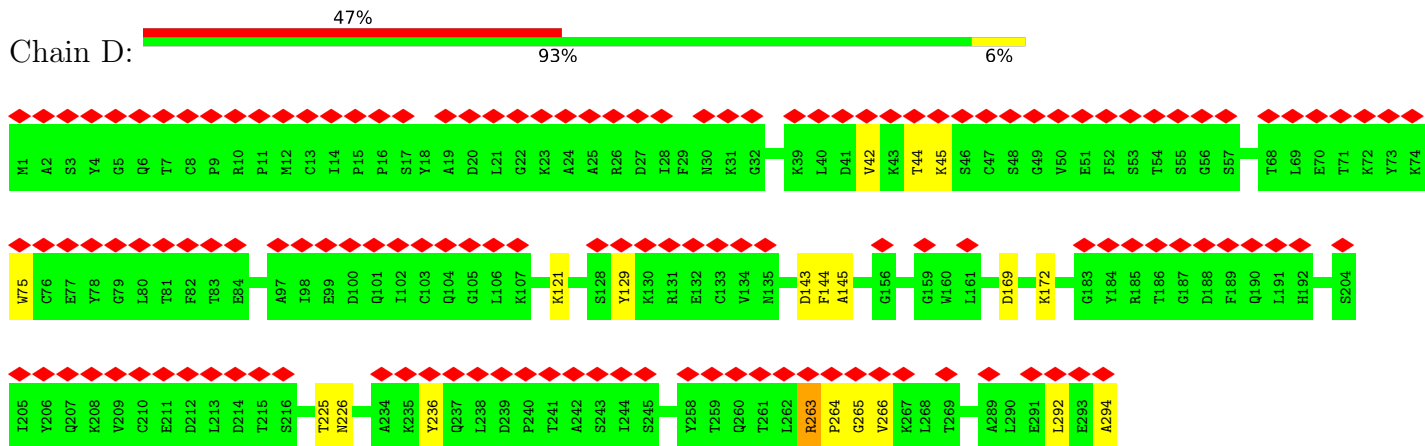 47%
Chain D:
93% 6%
M1 A2 S3 Y4 G5 Q6 T7 C8 P9 R10 P11 M12 C13 I14 P15 P16 S17 Y18 A19 D20 L21 G22 K23 A24 A25 R26 D27 I28 F29 N30 K31 G32 K39 L40 D41 V42 K43 T44 K45 S46 C47 S48 G49 V50 E51 F52 S53 T54 S55 G56 S57 T68 L69 E70 T71 K72 Y73 K74
W75 C76 E77 Y78 G79 L80 T81 F82 T83 E84 A97 I98 E99 D100 Q101 I102 C103 Q104 G105 L106 K107 K121 S128 Y129 K130 R131 E132 C133 V134 N135 D143 F144 A145 G156 G159 W160 L161 D169 K172 G183 Y184 R185 T186 G187 D188 F189 Q190 L191 H192 S204
I205 Y206 Q207 K208 V209 C210 E211 D212 L213 D214 T215 S216 T225 N226 A234 K235 Y236 Q237 L238 D239 P240 T241 A242 S243 I244 S245 Y258 T259 Q260 T261 L262 R263 P264 G265 Y266 K267 L268 T269 A289 L290 E291 L292 E293 A294